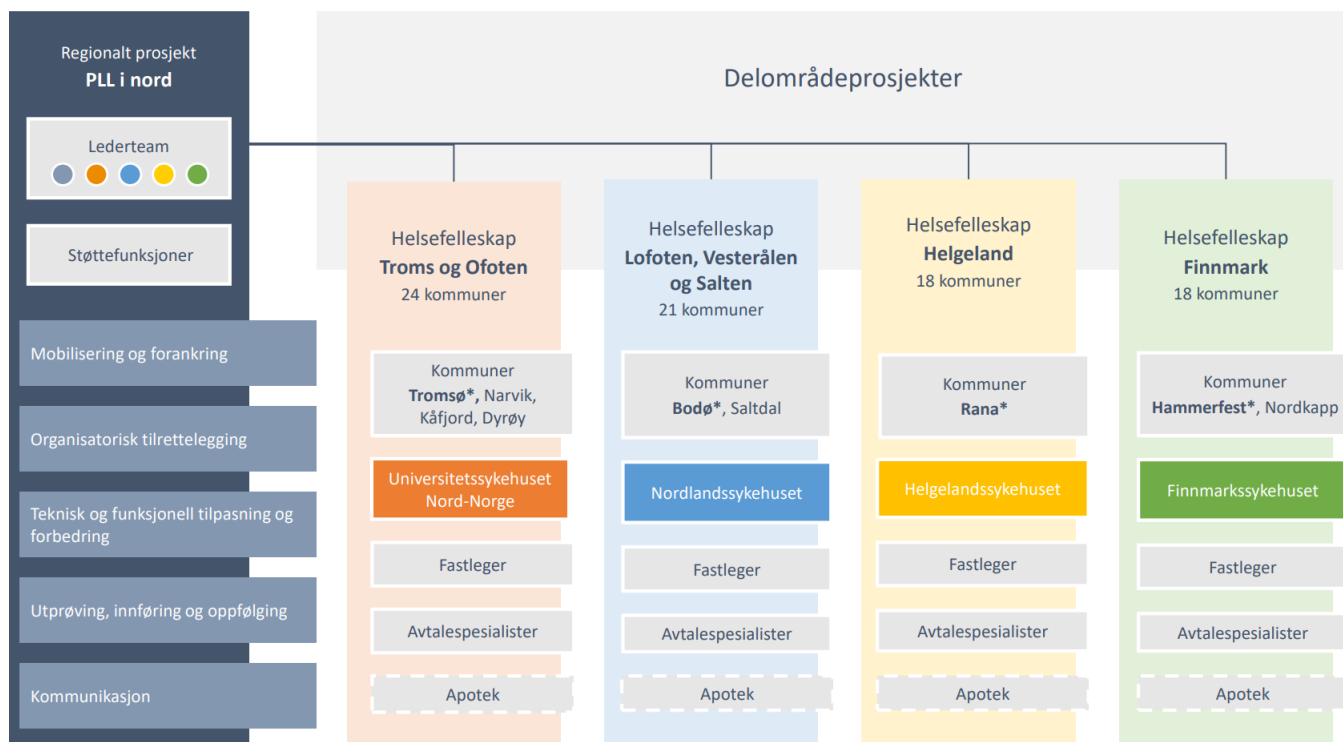 Regionalt prosjekt
PLL i nord
Lederteam
Støttefunksjoner
Mobilisering og forankring
Organisatorisk tilrettelegging
Teknisk og funksjonell tilpasning og
forbedring
Utprøving, innføring og oppfølging
Kommunikasjon
Delområdeprosjekter
Helsefelleskap
Troms og Ofoten
24 kommuner
Kommuner
Tromsø*, Narvik,
Kåfjord, Dyrøy
Universitetssykehuset
Nord-Norge
Fastleger
Avtalespesialister
Apotek
Helsefelleskap
Lofoten, Vesterålen
og Salten
21 kommuner
Kommuner
Bodø*, Saltdal
Nordlandssykehuset
Fastleger
Avtalespesialister
Apotek
Helsefelleskap
Helgeland
18 kommuner
Kommuner
Rana*
Helgelandssykehuset
Fastleger
Avtalespesialister
Apotek
Helsefelleskap
Finnmark
18 kommuner
Kommuner
Hammerfest*, Nordkapp
Finnmarkssykehuset
Fastleger
Avtalespesialister
Apotek